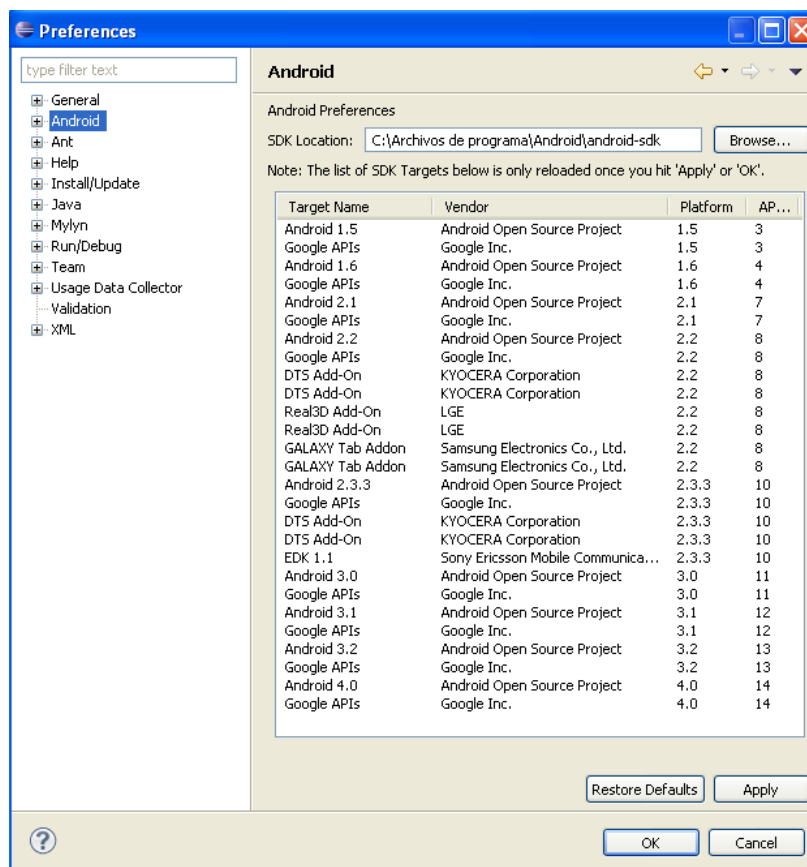 Preferences
type filter text
General
Android
Ant
Help
Install/Update
Java
Mylyn
Run/Debug
Team
Usage Data Collector
Validation
XML
Android
Android Preferences
SDK Location: C:\Archivos de programa\Android\android-sdk Browse...
Note: The list of SDK Targets below is only reloaded once you hit 'Apply' or 'OK'.
Target Name Vendor Platform AP...
Android 1.5 Android Open Source Project 1.5 3
Google APIs Google Inc. 1.5 3
Android 1.6 Android Open Source Project 1.6 4
Google APIs Google Inc. 1.6 4
Android 2.1 Android Open Source Project 2.1 7
Google APIs Google Inc. 2.1 7
Android 2.2 Android Open Source Project 2.2 8
Google APIs Google Inc. 2.2 8
DTS Add-On KYOCERA Corporation 2.2 8
DTS Add-On KYOCERA Corporation 2.2 8
Real3D Add-On LGE 2.2 8
Real3D Add-On LGE 2.2 8
GALAXY Tab Addon Samsung Electronics Co., Ltd. 2.2 8
GALAXY Tab Addon Samsung Electronics Co., Ltd. 2.2 8
Android 2.3.3 Android Open Source Project 2.3.3 10
Google APIs Google Inc. 2.3.3 10
DTS Add-On KYOCERA Corporation 2.3.3 10
DTS Add-On KYOCERA Corporation 2.3.3 10
EDK 1.1 Sony Ericsson Mobile Communica... 2.3.3 10
Android 3.0 Android Open Source Project 3.0 11
Google APIs Google Inc. 3.0 11
Android 3.1 Android Open Source Project 3.1 12
Google APIs Google Inc. 3.1 12
Android 3.2 Android Open Source Project 3.2 13
Google APIs Google Inc. 3.2 13
Android 4.0 Android Open Source Project 4.0 14
Google APIs Google Inc. 4.0 14
Restore Defaults Apply
OK Cancel